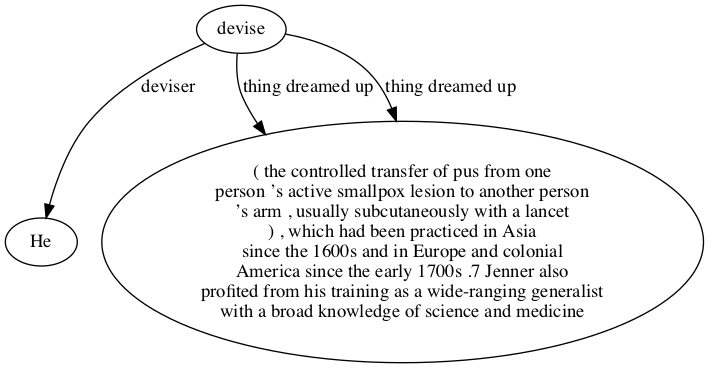 devise
deviser
thing dreamed up
thing dreamed up
He
( the controlled transfer of pus from one
person ’s active smallpox lesion to another person
’s arm , usually subcutaneously with a lancet
) , which had been practiced in Asia
since the 1600s and in Europe and colonial
America since the early 1700s .7 Jenner also
profited from his training as a wide-ranging generalist
with a broad knowledge of science and medicine